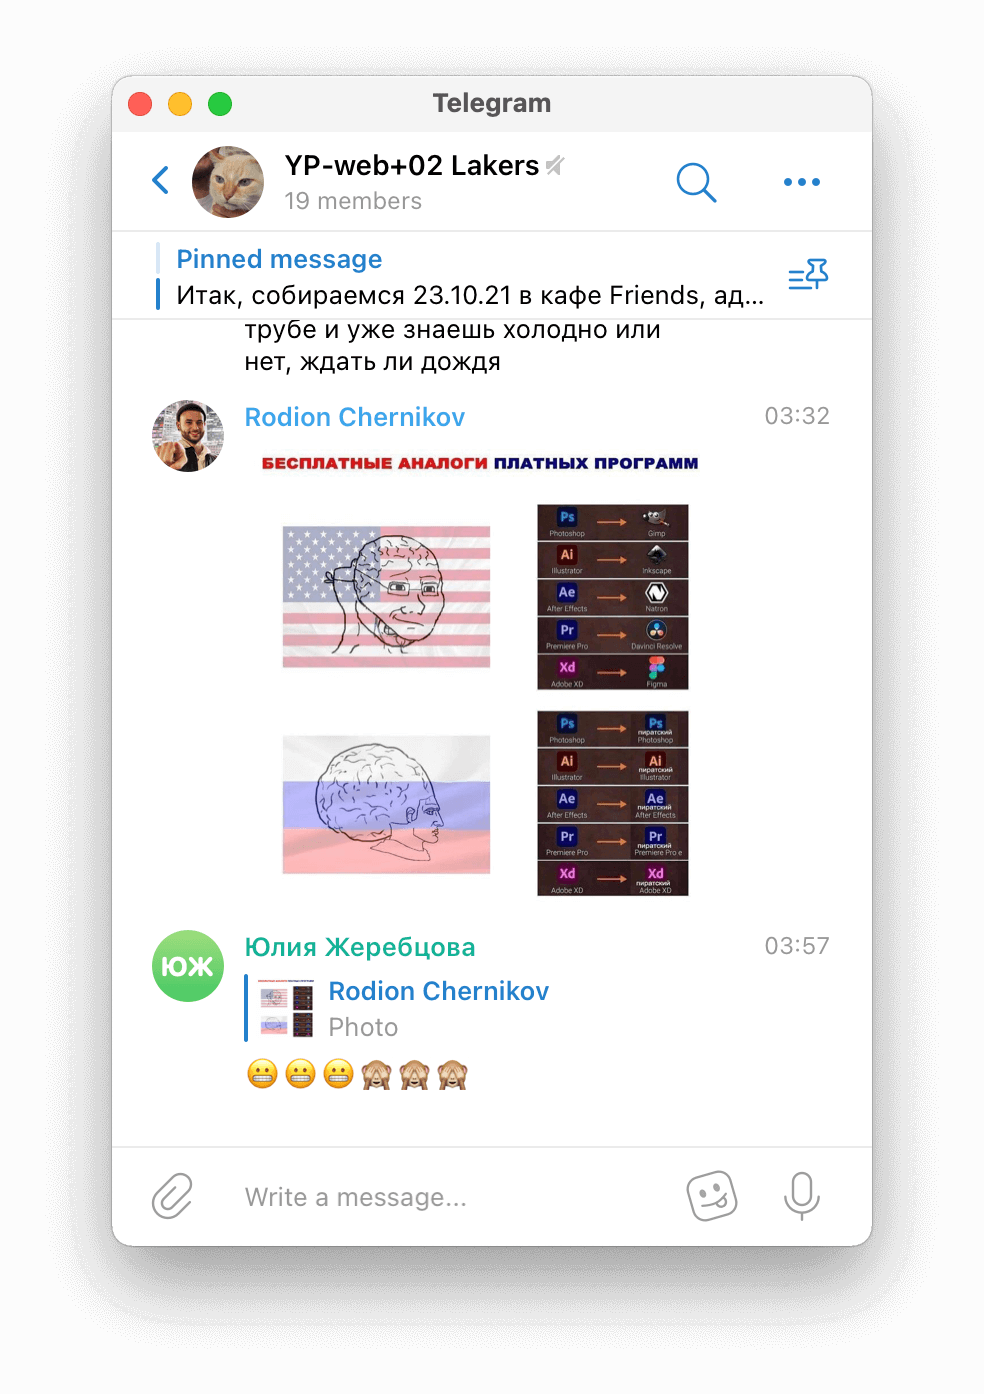 Telegram
YP-web+02 Lakers
19 members
Pinned message
Итак, собираемся 23.10.21 в кафе Friends, ад...
трубе и уже знаешь холодно или
нет, ждать ли дождя
Rodion Chernikov 03:32
БЕСПЛАТНЫЕ АНАЛОГИ ПЛАТНЫХ ПРОГРАММ
Ps
Photoshop Gimp
Ai
Illustrator Inkscape
Ae
After Effects Natron
Pr
Premiere Pro Davinci Resolve
Xd
Adobe XD Figma
Ps Ps
пиратский
Photoshop Photoshop
Ai Ai
пиратский
Illustrator Illustrator
Ae Ae
пиратский
After Effects After Effects
Pr Pr
пиратский
Premiere Pro Premiere Pro е
Xd Xd
пиратский
Adobe XD Adobe XD
ЮЖ
Юлия Жеребцова 03:57
Rodion Chernikov
Photo
Write a message...